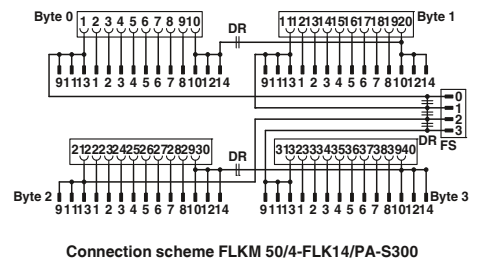 Byte 0 1 2 3 4 5 6 7 8 9 10 DR 11 12 13 14 15 16 17 18 19 20 Byte 1
9 11 13 1 2 3 4 5 6 7 8 10 12 14 9 11 13 1 2 3 4 5 6 7 8 10 12 14
0
1
2
3
DR FS
21 22 23 24 25 26 27 28 29 30 DR 31 32 33 34 35 36 37 38 39 40
Byte 2 9 11 13 1 2 3 4 5 6 7 8 10 12 14 9 11 13 1 2 3 4 5 6 7 8 10 12 14 Byte 3
Connection scheme FLKM 50/4-FLK14/PA-S300